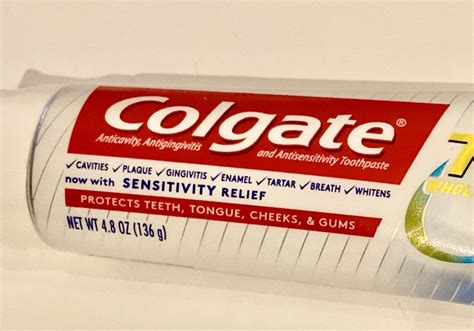 Colgate®
Anticavity, Antigingivitis
and Antisensitivity Toothpaste
✓CAVITIES ✓PLAQUE ✓GINGIVITIS ✓ENAMEL ✓TARTAR ✓BREATH ✓WHITENS
now with SENSITIVITY RELIEF
PROTECTS TEETH, TONGUE, CHEEKS, & GUMS
NET WT 4.8 OZ (136 g)